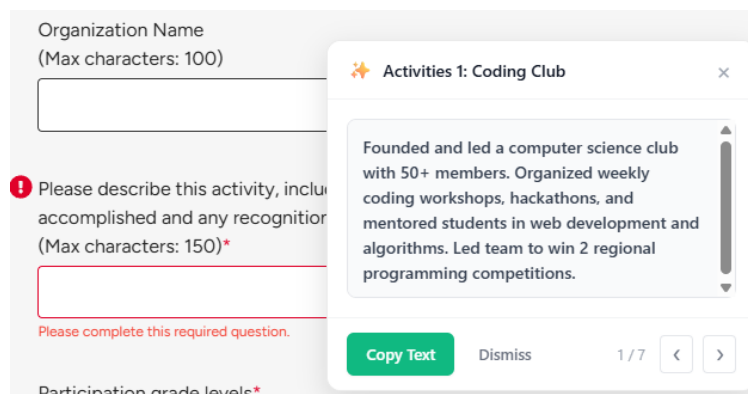 Organization Name
(Max characters: 100)
Please describe this activity, inclu
accomplished and any recognition
(Max characters: 150)*
Please complete this required question.
Participation grade levels*
Activities 1: Coding Club
Founded and led a computer science club
with 50+ members. Organized weekly
coding workshops, hackathons, and
mentored students in web development and
algorithms. Led team to win 2 regional
programming competitions.
Copy Text
Dismiss
1 / 7